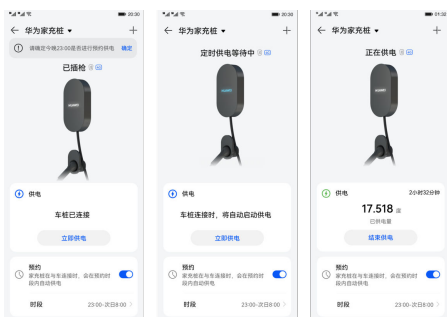 20:30
华为家充桩
请确定今晚23:00是否进行预约供电 确定
已插枪
HUAWEI
供电
车桩已连接
立即供电
预约
家充桩在与车连接时，会在预约时
段内自动供电
时段 23:00-次日8:00
20:30
华为家充桩
定时供电等待中
HUAWEI
供电
车桩连接时，将自动启动供电
立即供电
预约
家充桩在与车连接时，会在预约时
段内自动供电
时段 23:00-次日8:00
01:32
华为家充桩
正在供电
HUAWEI
供电 2小时32分钟
17.518 度
已供电量
结束供电
预约
家充桩在与车连接时，会在预约时
段内自动供电
时段 23:00-次日8:00